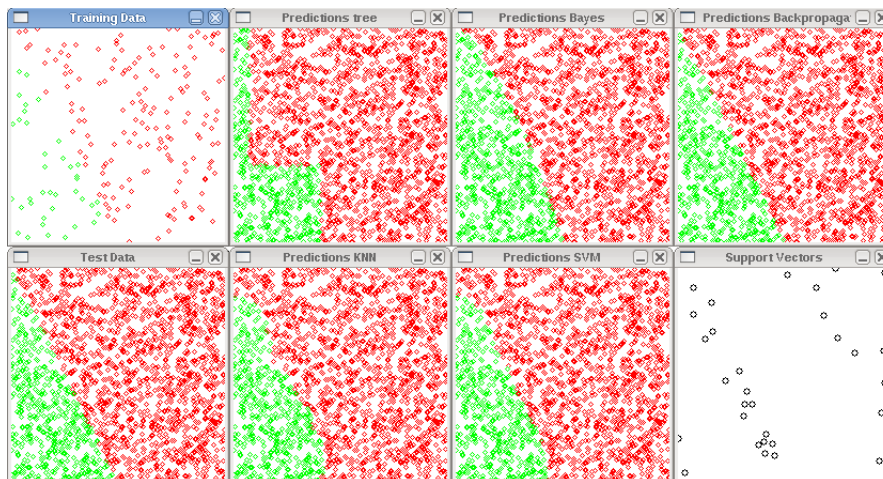 Training Data
Predictions tree
Predictions Bayes
Predictions Backpropaga
Test Data
Predictions KNN
Predictions SVM
Support Vectors